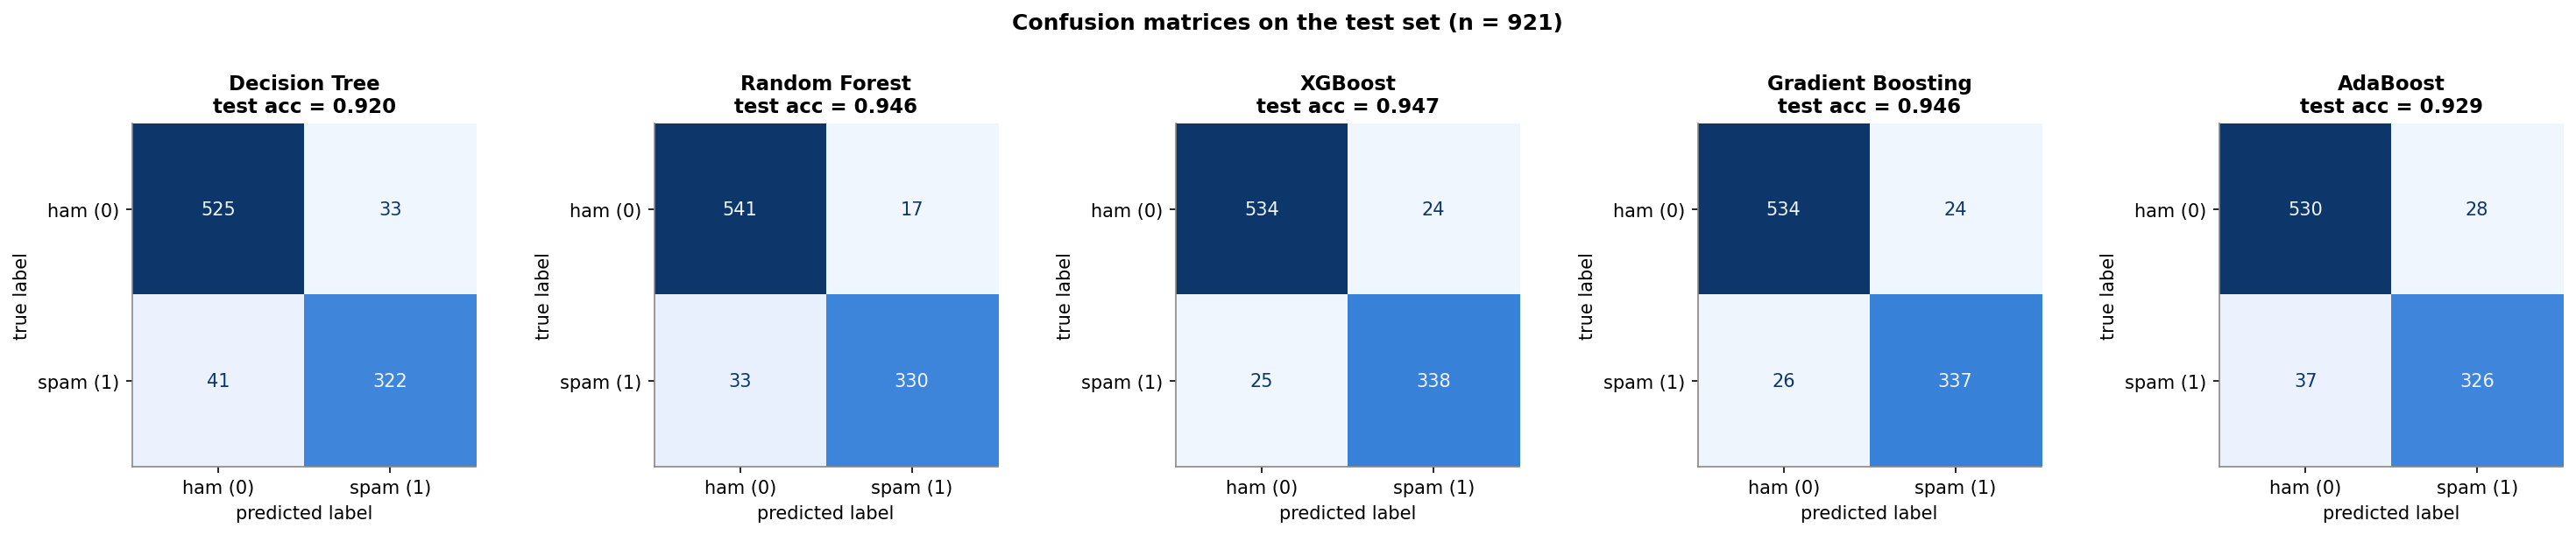 Confusion matrices on the test set (n = 921)
Decision Tree
test acc = 0.920
true label
ham (0)
525
33
spam (1)
41
322
ham (0)
spam (1)
predicted label
Random Forest
test acc = 0.946
true label
ham (0)
541
17
spam (1)
33
330
ham (0)
spam (1)
predicted label
XGBoost
test acc = 0.947
true label
ham (0)
534
24
spam (1)
25
338
ham (0)
spam (1)
predicted label
Gradient Boosting
test acc = 0.946
true label
ham (0)
534
24
spam (1)
26
337
ham (0)
spam (1)
predicted label
AdaBoost
test acc = 0.929
true label
ham (0)
530
28
spam (1)
37
326
ham (0)
spam (1)
predicted label